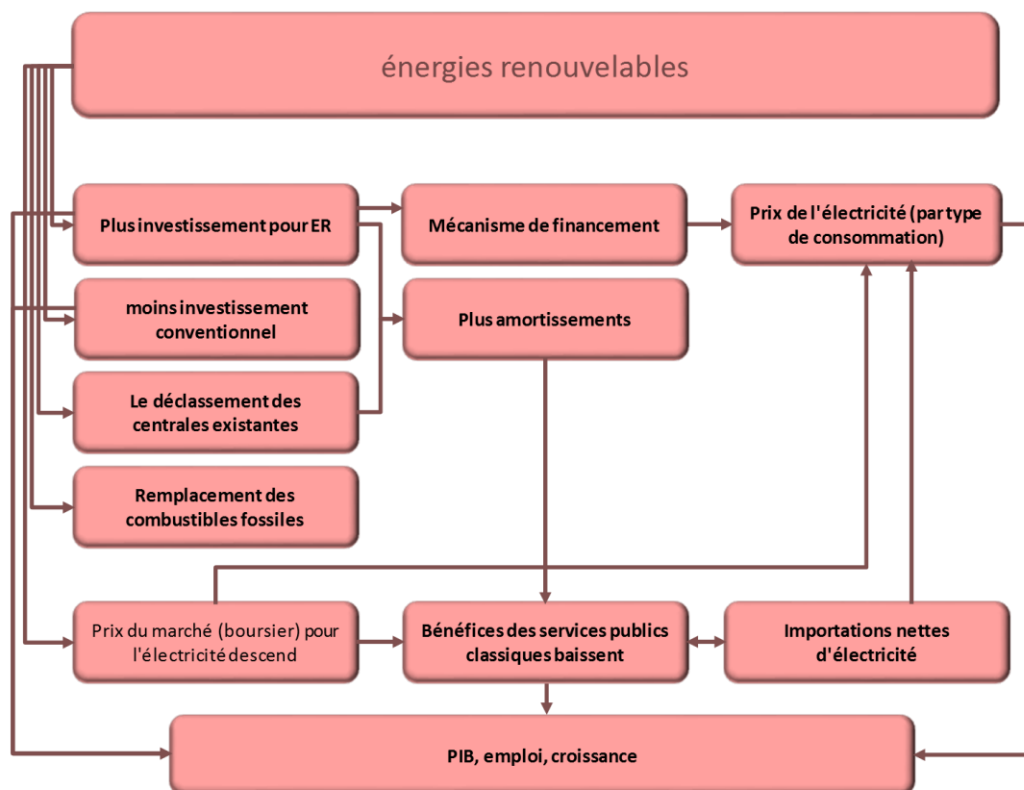 énergies renouvelables
Plus investissement pour ER
Mécanisme de financement
Prix de l'électricité (par type
de consommation)
moins investissement
conventionnel
Plus amortissements
Le déclassement des
centrales existantes
Remplacement des
combustibles fossiles
Prix du marché (boursier) pour
l'électricité descend
Bénéfices des services publics
classiques baissent
Importations nettes
d'électricité
PIB, emploi, croissance